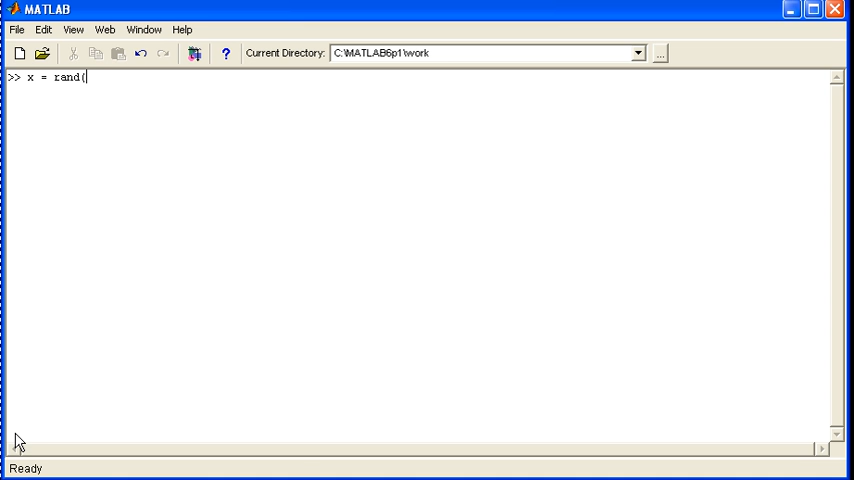 MATLAB
File Edit View Web Window Help
? Current Directory: C:\MATLAB6p1\work ...
>> x = rand(
Ready